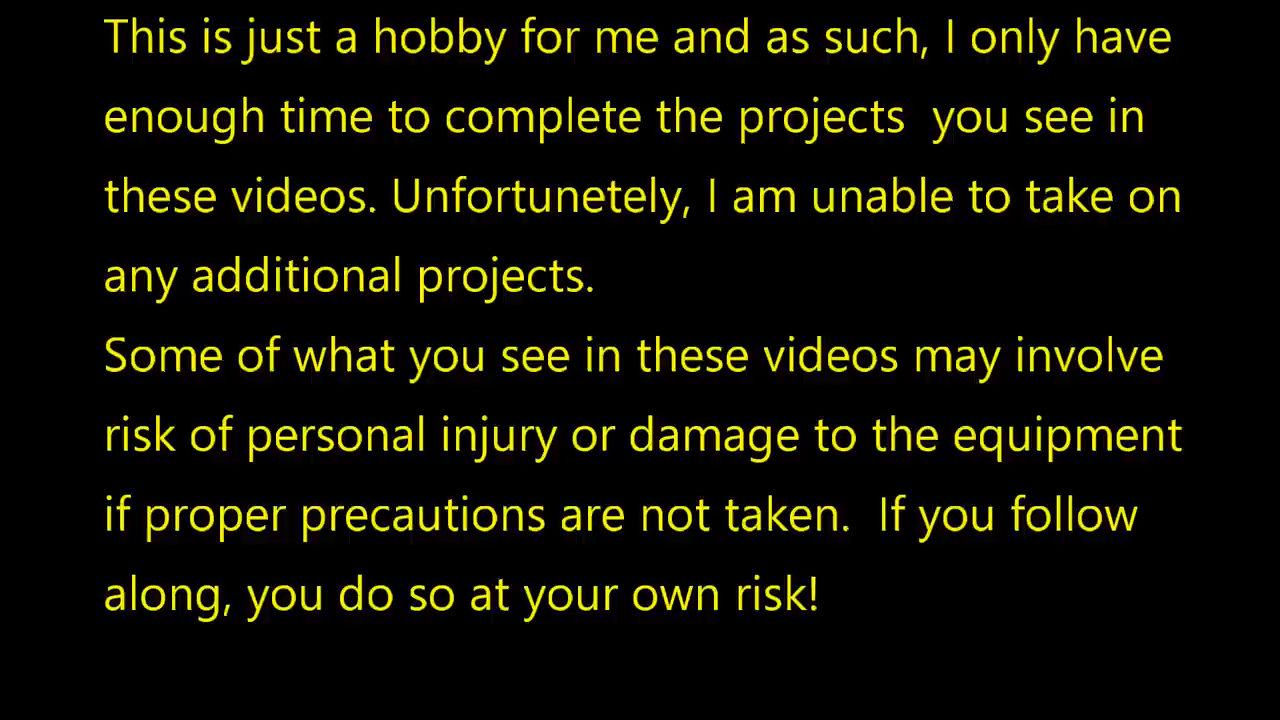 This is just a hobby for me and as such, I only have
enough time to complete the projects  you see in
these videos. Unfortunetely, I am unable to take on
any additional projects.
Some of what you see in these videos may involve
risk of personal injury or damage to the equipment
if proper precautions are not taken.  If you follow
along, you do so at your own risk!